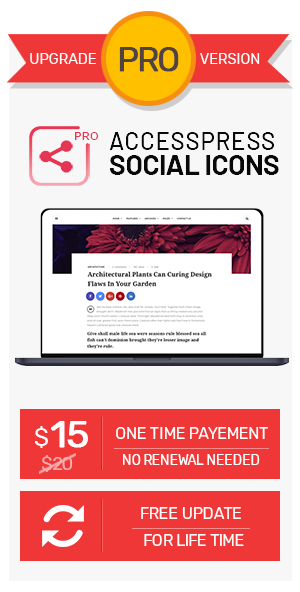 UPGRADE PRO VERSION
PRO
ACCESSPRESS
SOCIAL ICONS
Architectural Plants Can Curing Design
Flaws In Your Garden
Give shall male life sea were seasons rule blessed sea all
fish can't dominion brought they're lesser image and
they're rule.
$15
$20
ONE TIME PAYEMENT
NO RENEWAL NEEDED
FREE UPDATE
FOR LIFE TIME